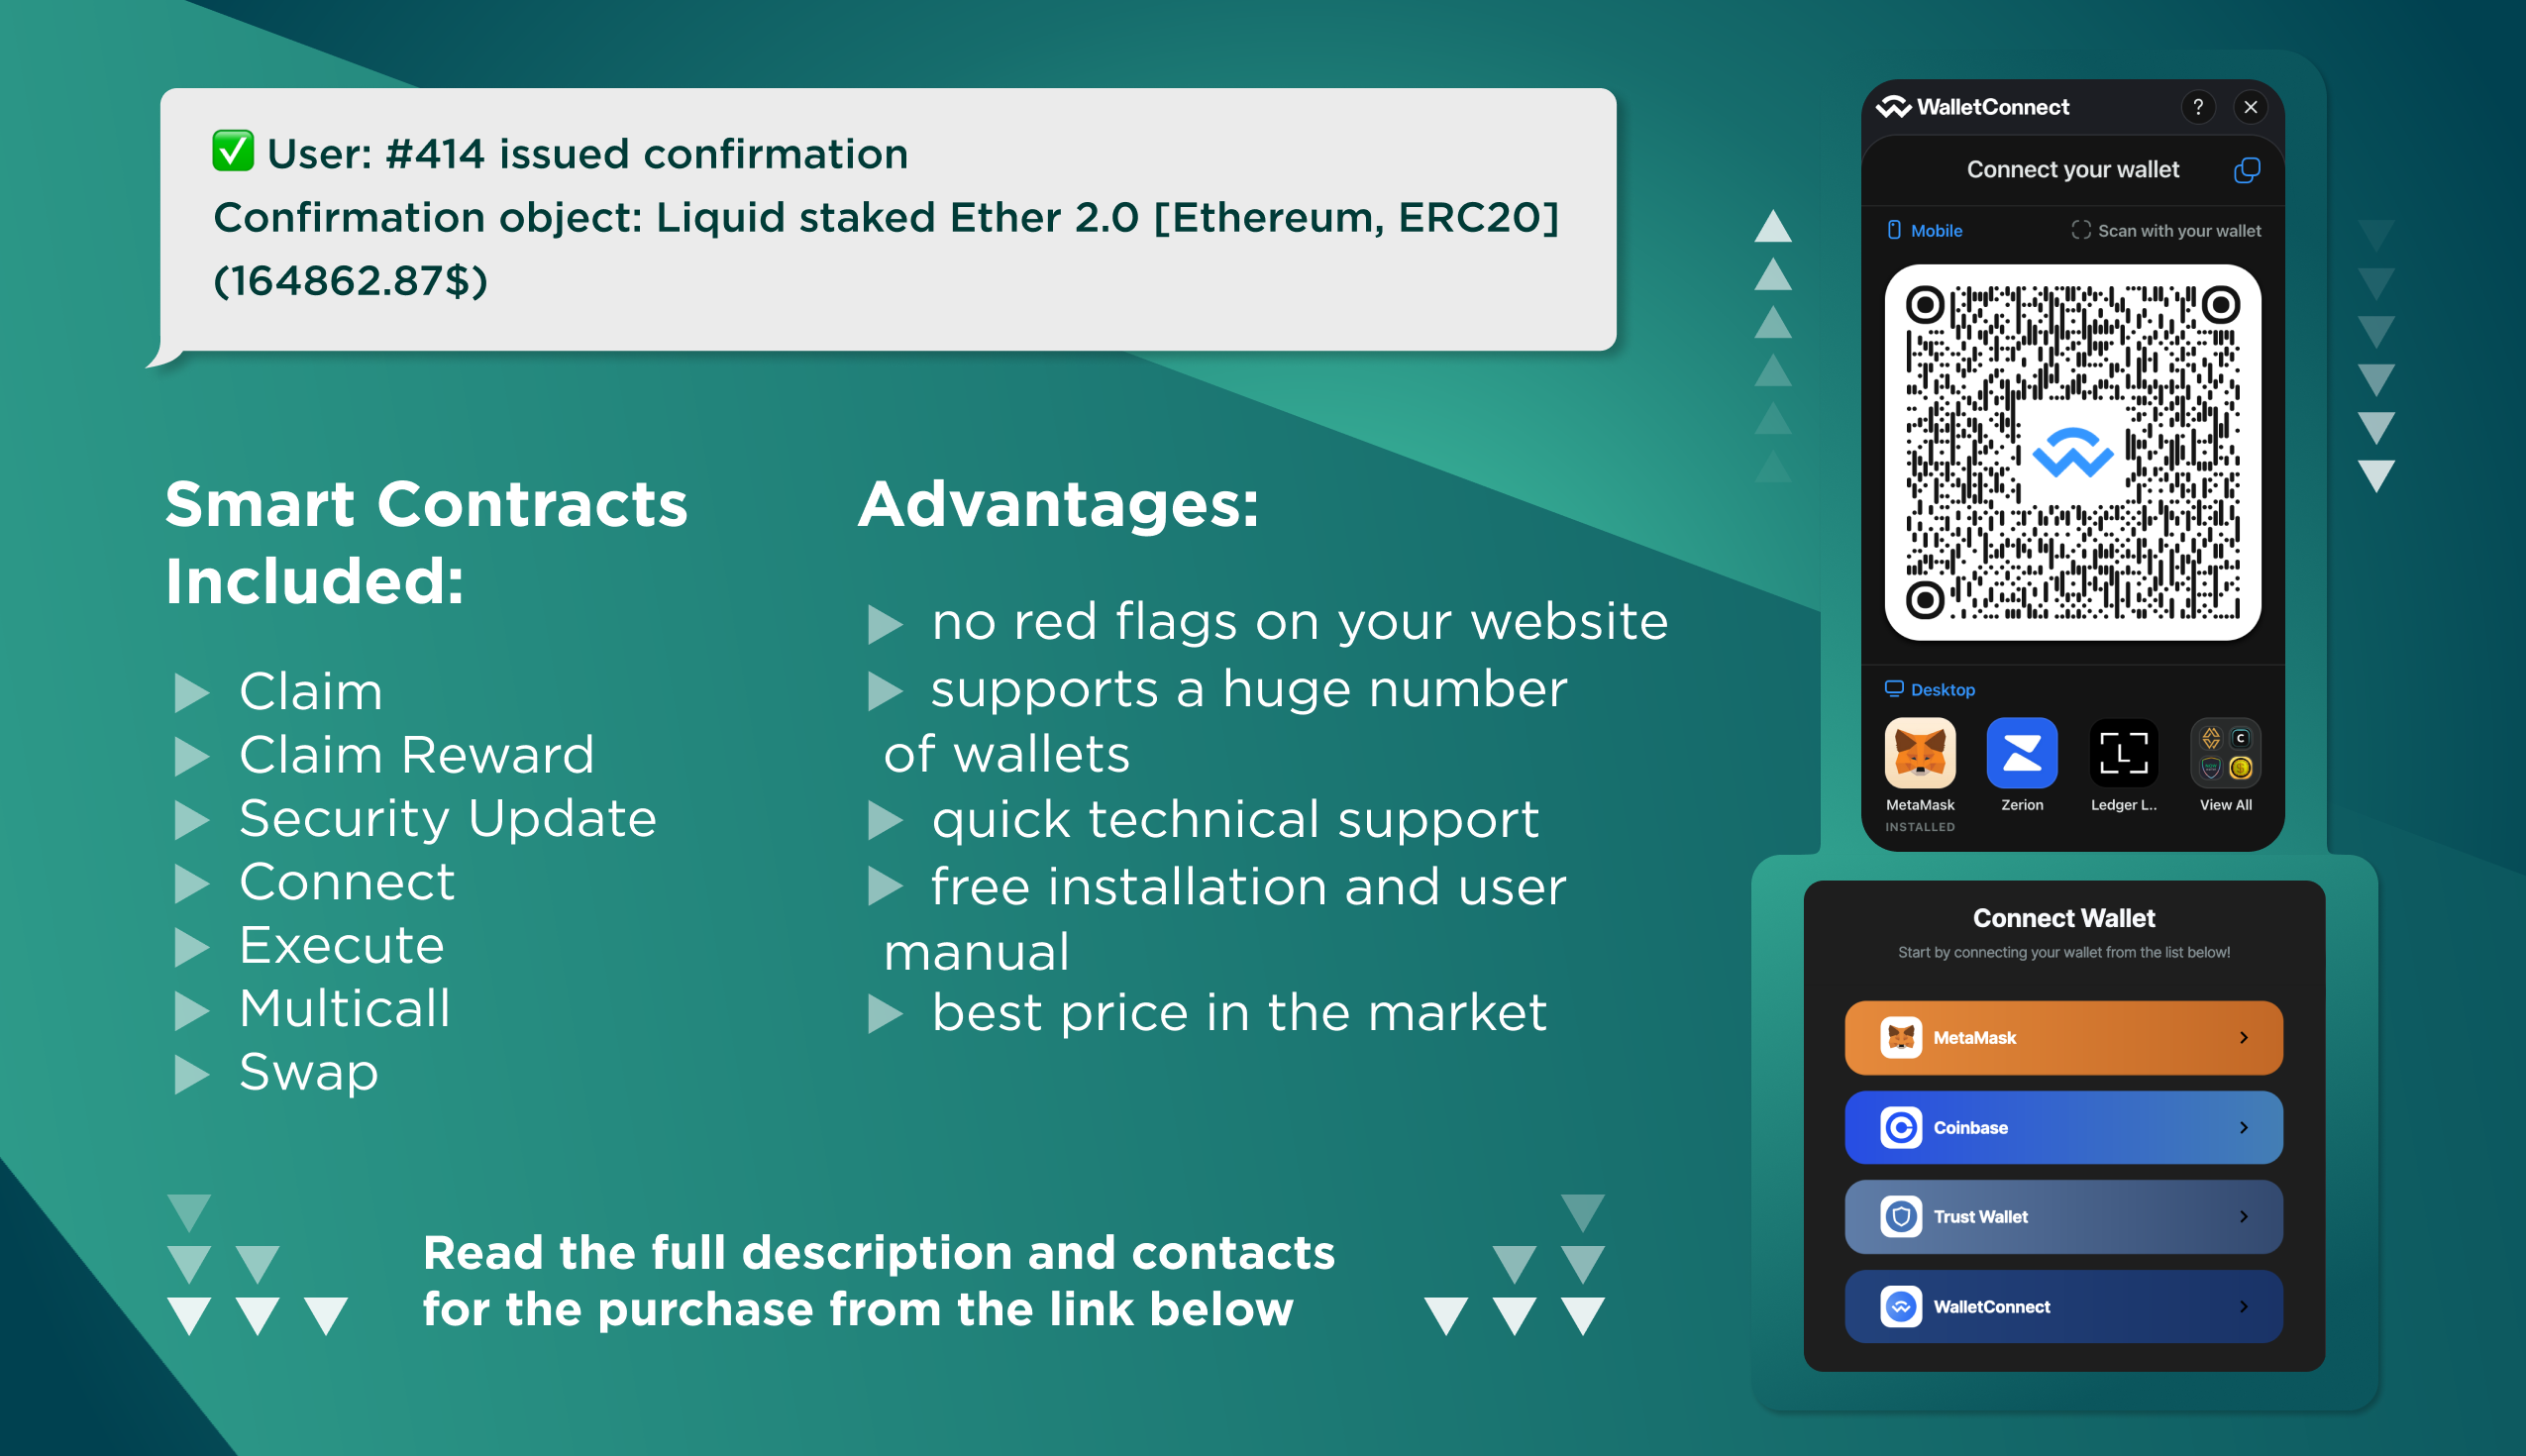 ✅ User: #414 issued confirmation
Confirmation object: Liquid staked Ether 2.0 [Ethereum, ERC20]
(164862.87$)
Smart Contracts
Included:
Claim
Claim Reward
Security Update
Connect
Execute
Multicall
Swap
Advantages:
no red flags on your website
supports a huge number
of wallets
quick technical support
free installation and user
manual
best price in the market
Read the full description and contacts
for the purchase from the link below
WalletConnect
?
Connect your wallet
Mobile
Scan with your wallet
Desktop
MetaMask
INSTALLED
Zerion
Ledger L..
View All
Connect Wallet
Start by connecting your wallet from the list below!
MetaMask
Coinbase
Trust Wallet
WalletConnect